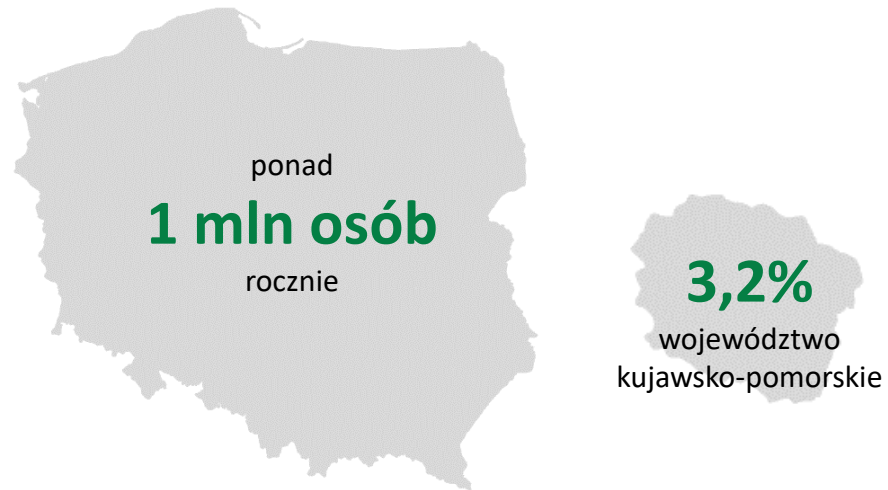 ponad
1 mln osób
rocznie
3,2%
województwo
kujawsko-pomorskie